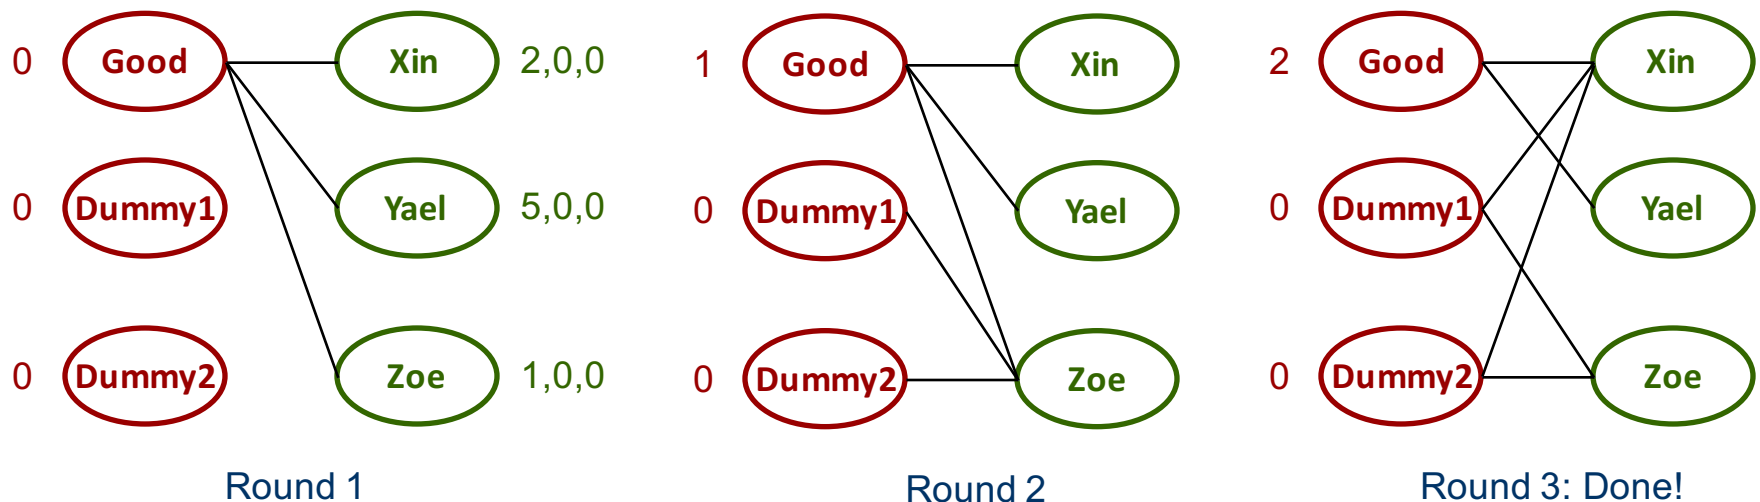 0 Good Xin 2,0,0
0 Dummy1 Yael 5,0,0
0 Dummy2 Zoe 1,0,0
Round 1
1 Good Xin
0 Dummy1 Yael
0 Dummy2 Zoe
Round 2
2 Good Xin
0 Dummy1 Yael
0 Dummy2 Zoe
Round 3: Done!